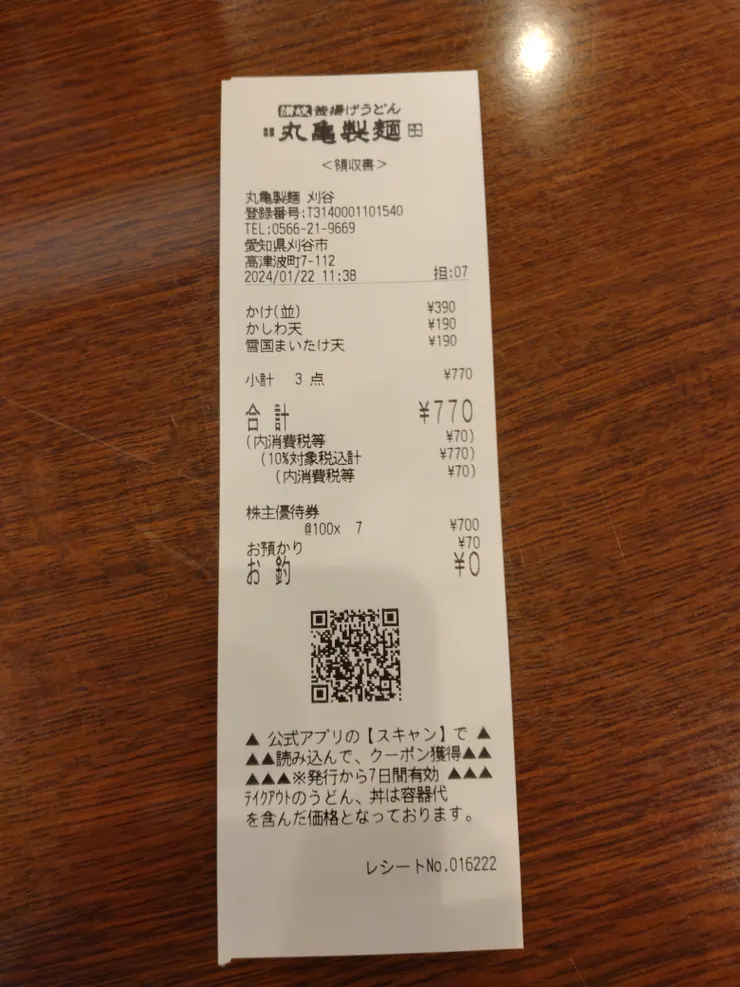 讃岐 釜揚げうどん
丸亀製麺
<領収書>
丸亀製麺 刈谷
登録番号:T3140001101540
TEL:0566-21-9669
愛知県刈谷市
高津波町7-112
2024/01/22 11:38 担:07
かけ(並) ¥390
かしわ天 ¥190
雪国まいたけ天 ¥190
小計 3 点 ¥770
合計 ¥770
(内消費税等 ¥70)
(10%対象税込計 ¥770)
(内消費税等 ¥70)
株主優待券
@100x 7 ¥700
お預かり ¥70
お釣 ¥0
▲ 公式アプリの【スキャン】で ▲
▲▲読み込んで、クーポン獲得▲▲
▲▲▲※発行から7日間有効 ▲▲▲
ﾃｲｸｱｳﾄのうどん、丼は容器代
を含んだ価格となっております。
レシートNo.016222